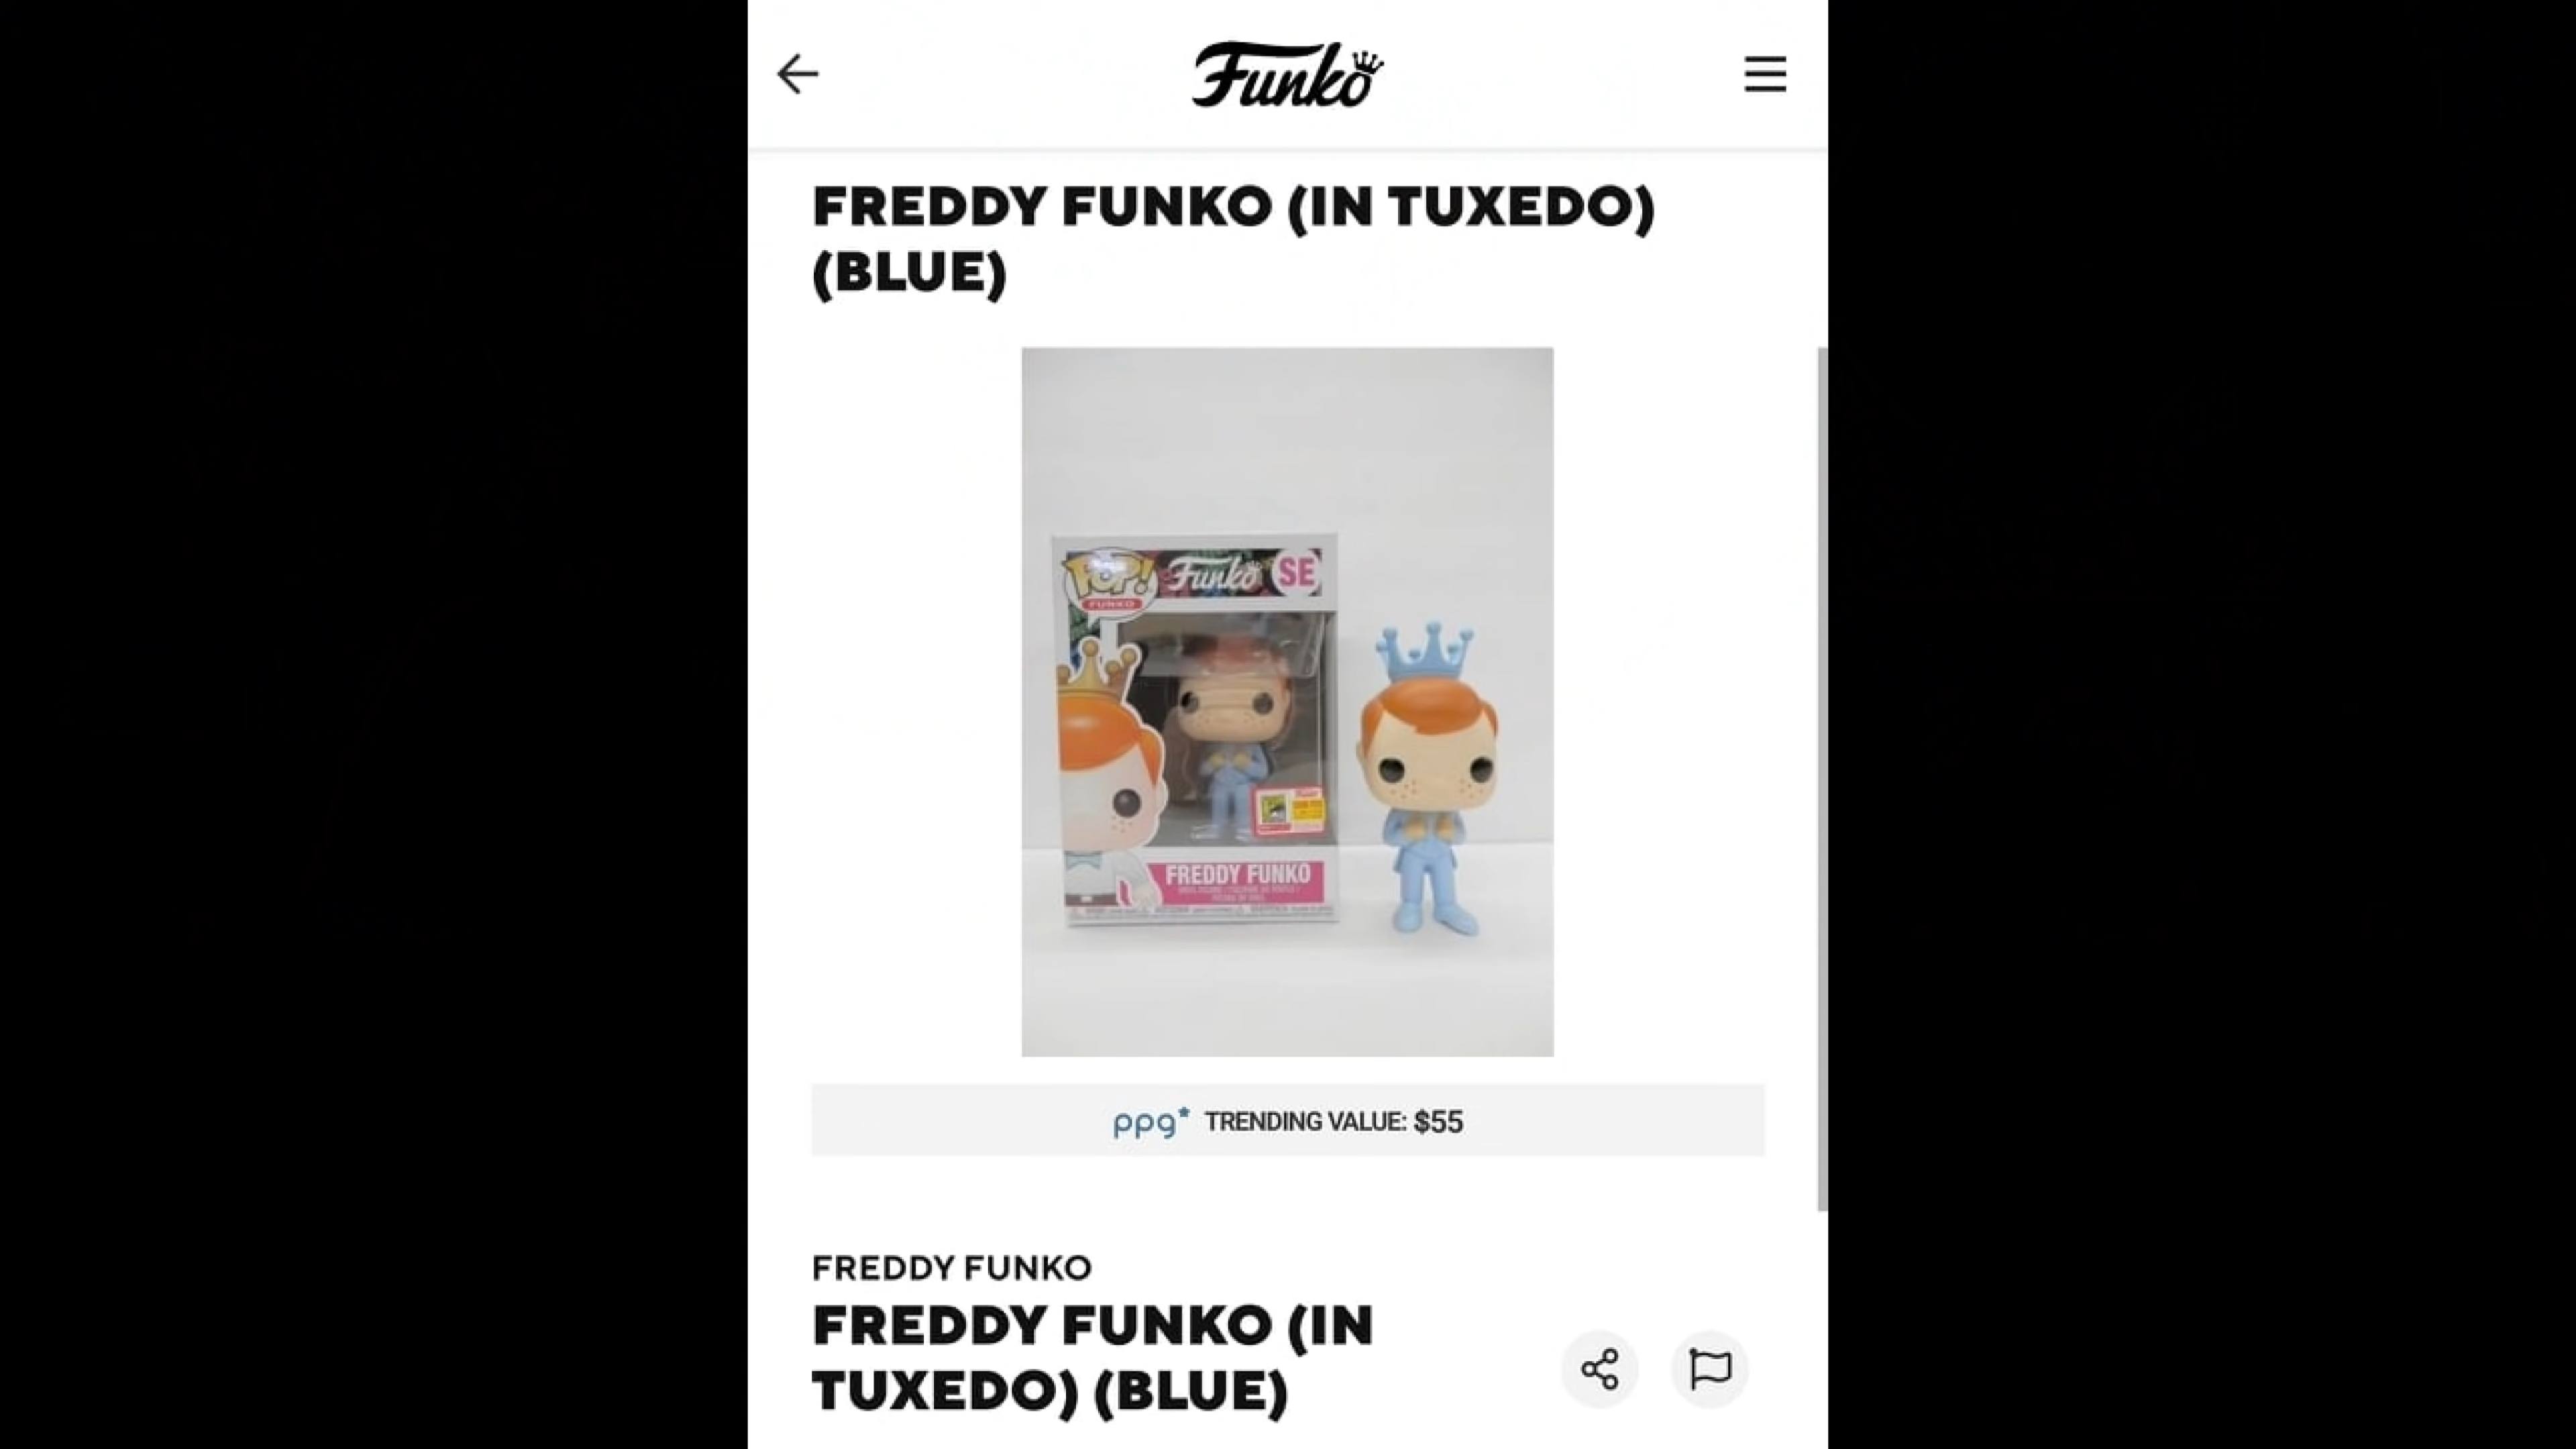 Funko
FREDDY FUNKO (IN TUXEDO)
(BLUE)
POP!
FUNKO
Funko
SE
FREDDY FUNKO
ppg* TRENDING VALUE: $55
FREDDY FUNKO
FREDDY FUNKO (IN
TUXEDO) (BLUE)